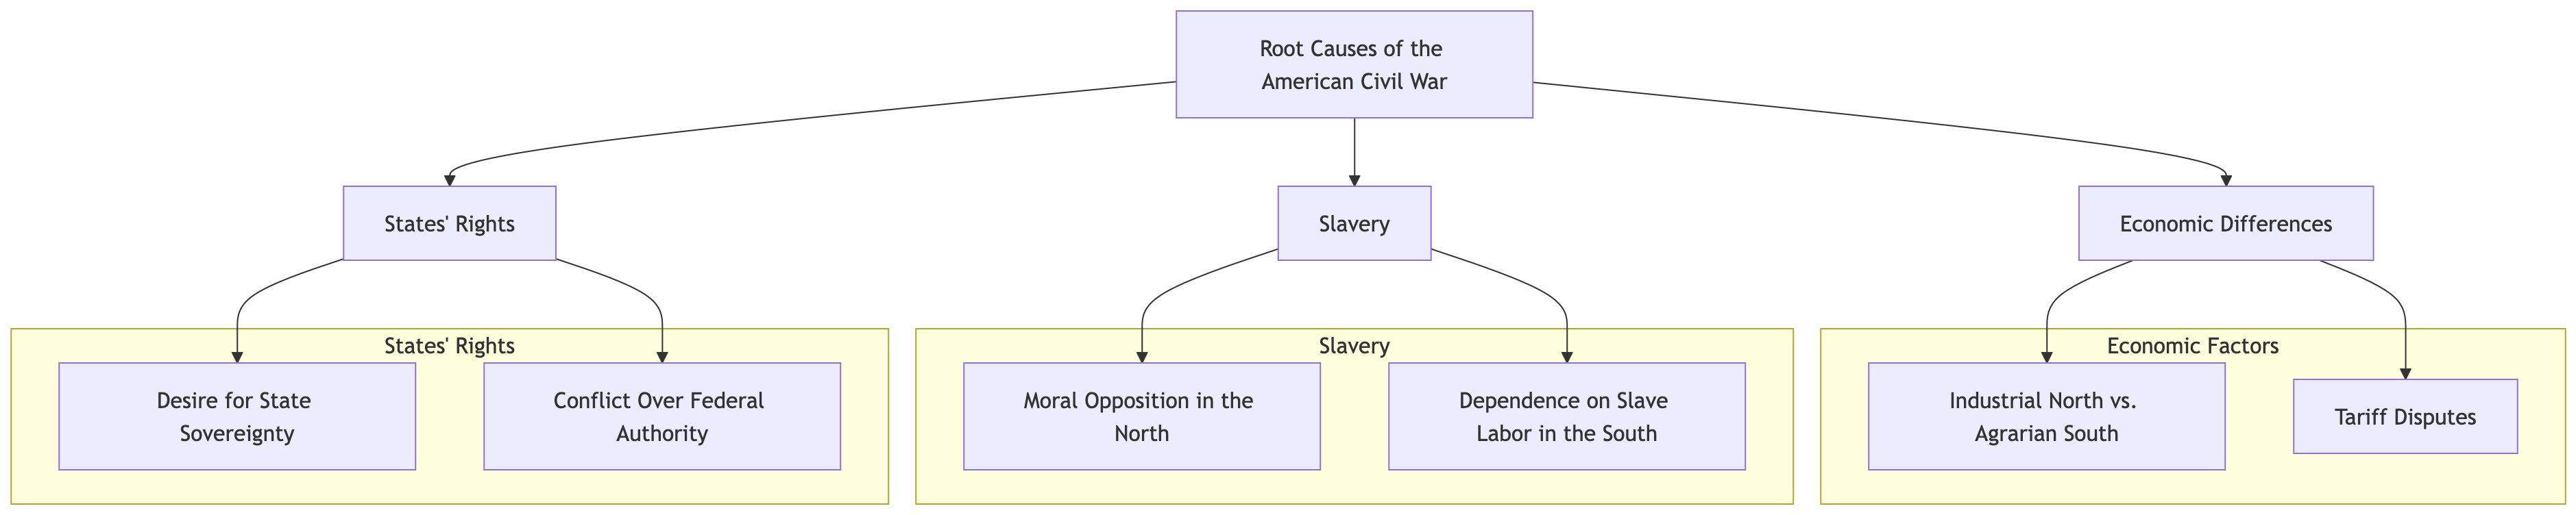 Root Causes of the
American Civil War
States' Rights
Slavery
Economic Differences
States' Rights
Desire for State
Sovereignty
Conflict Over Federal
Authority
Slavery
Moral Opposition in the
North
Dependence on Slave
Labor in the South
Economic Factors
Industrial North vs.
Agrarian South
Tariff Disputes